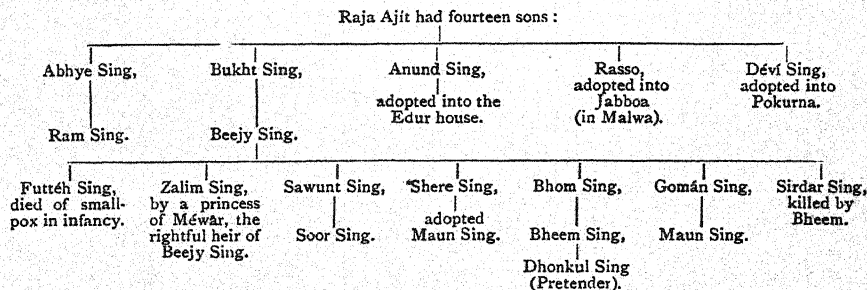 Raja Ajít had fourteen sons :
Abhye Sing, Bukht Sing, Anund Sing, Rasso, Déví Sing,
adopted into the adopted into adopted into
Edur house. Jabboa Pokurna.
(in Malwa).
Ram Sing. Beejy Sing.
Futtéh Sing, Zalim Sing, Sawunt Sing, Shere Sing, Bhom Sing, Gomán Sing, Sirdar Sing,
died of small- by a princess killed by
pox in infancy. of Méwár, the adopted Bheem.
rightful heir of Soor Sing. Maun Sing. Bheem Sing, Maun Sing.
Beejy Sing.
Dhonkul Sing
(Pretender).